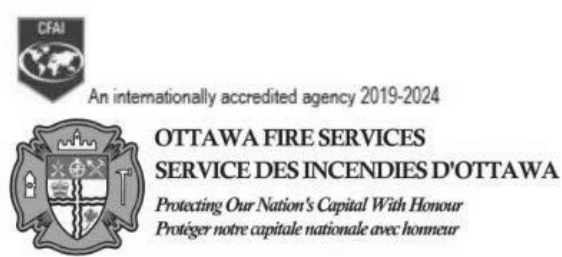 CFAI
An internationally accredited agency 2019-2024
OTTAWA FIRE SERVICES
SERVICE DES INCENDIES D'OTTAWA
Protecting Our Nation's Capital With Honour
Protéger notre capitale nationale avec honneur